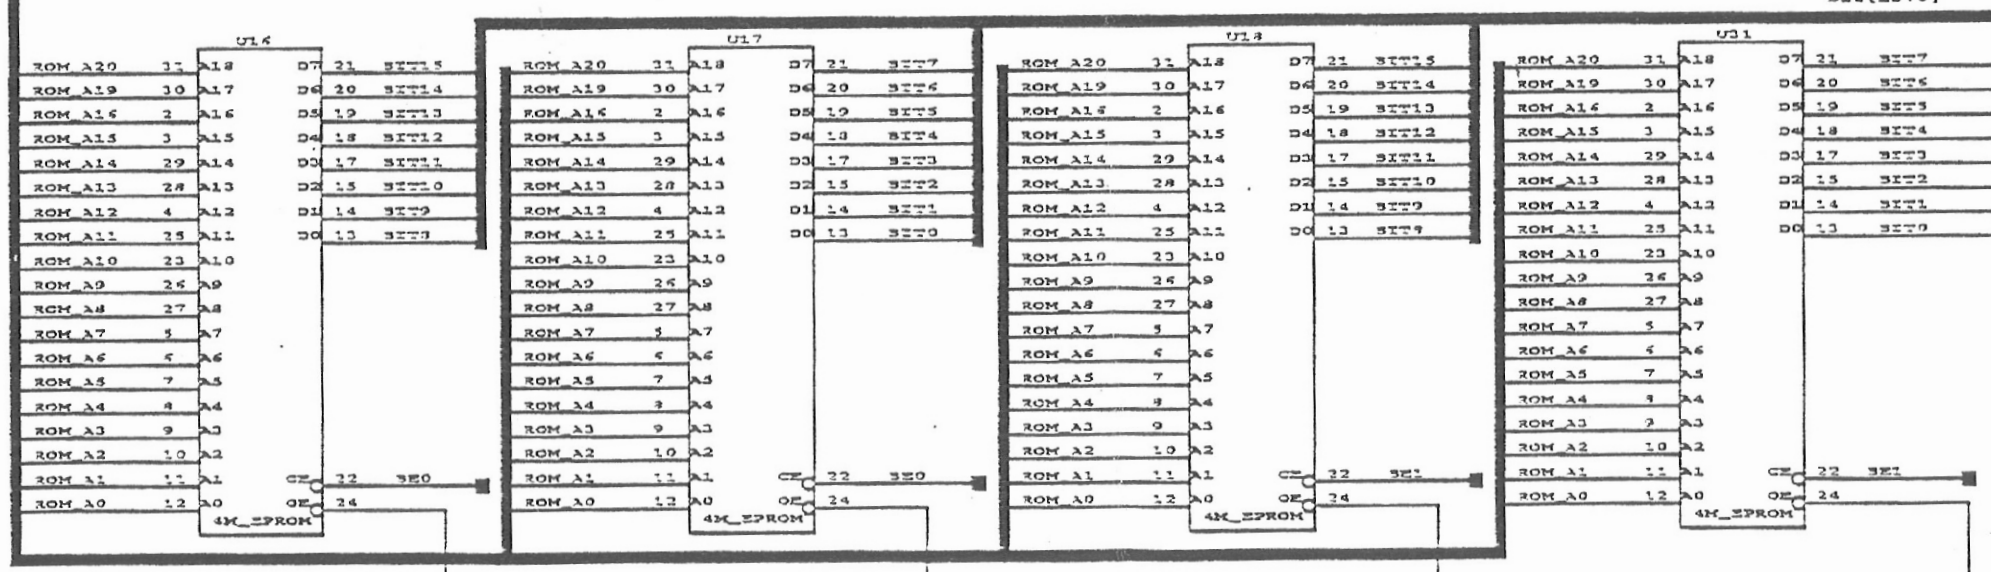 U16
ROM_A20 31 A18 D7 21 BIT15
ROM_A19 30 A17 D6 20 BIT14
ROM_A16 2 A16 D5 19 BIT13
ROM_A15 3 A15 D4 18 BIT12
ROM_A14 29 A14 D3 17 BIT11
ROM_A13 28 A13 D2 15 BIT10
ROM_A12 4 A12 D1 14 BIT9
ROM_A11 25 A11 D0 13 BIT8
ROM_A10 23 A10
ROM_A9 26 A9
ROM_A8 27 A8
ROM_A7 5 A7
ROM_A6 6 A6
ROM_A5 7 A5
ROM_A4 8 A4
ROM_A3 9 A3
ROM_A2 10 A2
ROM_A1 11 A1 CE 22 SE0
ROM_A0 12 A0 OE 24
4M_EPROM
U17
ROM_A20 31 A18 D7 21 BIT7
ROM_A19 30 A17 D6 20 BIT6
ROM_A16 2 A16 D5 19 BIT5
ROM_A15 3 A15 D4 18 BIT4
ROM_A14 29 A14 D3 17 BIT3
ROM_A13 28 A13 D2 15 BIT2
ROM_A12 4 A12 D1 14 BIT1
ROM_A11 25 A11 D0 13 BIT0
ROM_A10 23 A10
ROM_A9 26 A9
ROM_A8 27 A8
ROM_A7 5 A7
ROM_A6 6 A6
ROM_A5 7 A5
ROM_A4 8 A4
ROM_A3 9 A3
ROM_A2 10 A2
ROM_A1 11 A1 CE 22 SE0
ROM_A0 12 A0 OE 24
4M_EPROM
U18
ROM_A20 31 A18 D7 21 BIT15
ROM_A19 30 A17 D6 20 BIT14
ROM_A16 2 A16 D5 19 BIT13
ROM_A15 3 A15 D4 18 BIT12
ROM_A14 29 A14 D3 17 BIT11
ROM_A13 28 A13 D2 15 BIT10
ROM_A12 4 A12 D1 14 BIT9
ROM_A11 25 A11 D0 13 BIT8
ROM_A10 23 A10
ROM_A9 26 A9
ROM_A8 27 A8
ROM_A7 5 A7
ROM_A6 6 A6
ROM_A5 7 A5
ROM_A4 8 A4
ROM_A3 9 A3
ROM_A2 10 A2
ROM_A1 11 A1 CE 22 SE1
ROM_A0 12 A0 OE 24
4M_EPROM
U31
ROM_A20 31 A18 D7 21 BIT7
ROM_A19 30 A17 D6 20 BIT6
ROM_A16 2 A16 D5 19 BIT5
ROM_A15 3 A15 D4 18 BIT4
ROM_A14 29 A14 D3 17 BIT3
ROM_A13 28 A13 D2 15 BIT2
ROM_A12 4 A12 D1 14 BIT1
ROM_A11 25 A11 D0 13 BIT0
ROM_A10 23 A10
ROM_A9 26 A9
ROM_A8 27 A8
ROM_A7 5 A7
ROM_A6 6 A6
ROM_A5 7 A5
ROM_A4 8 A4
ROM_A3 9 A3
ROM_A2 10 A2
ROM_A1 11 A1 CE 22 SE1
ROM_A0 12 A0 OE 24
4M_EPROM